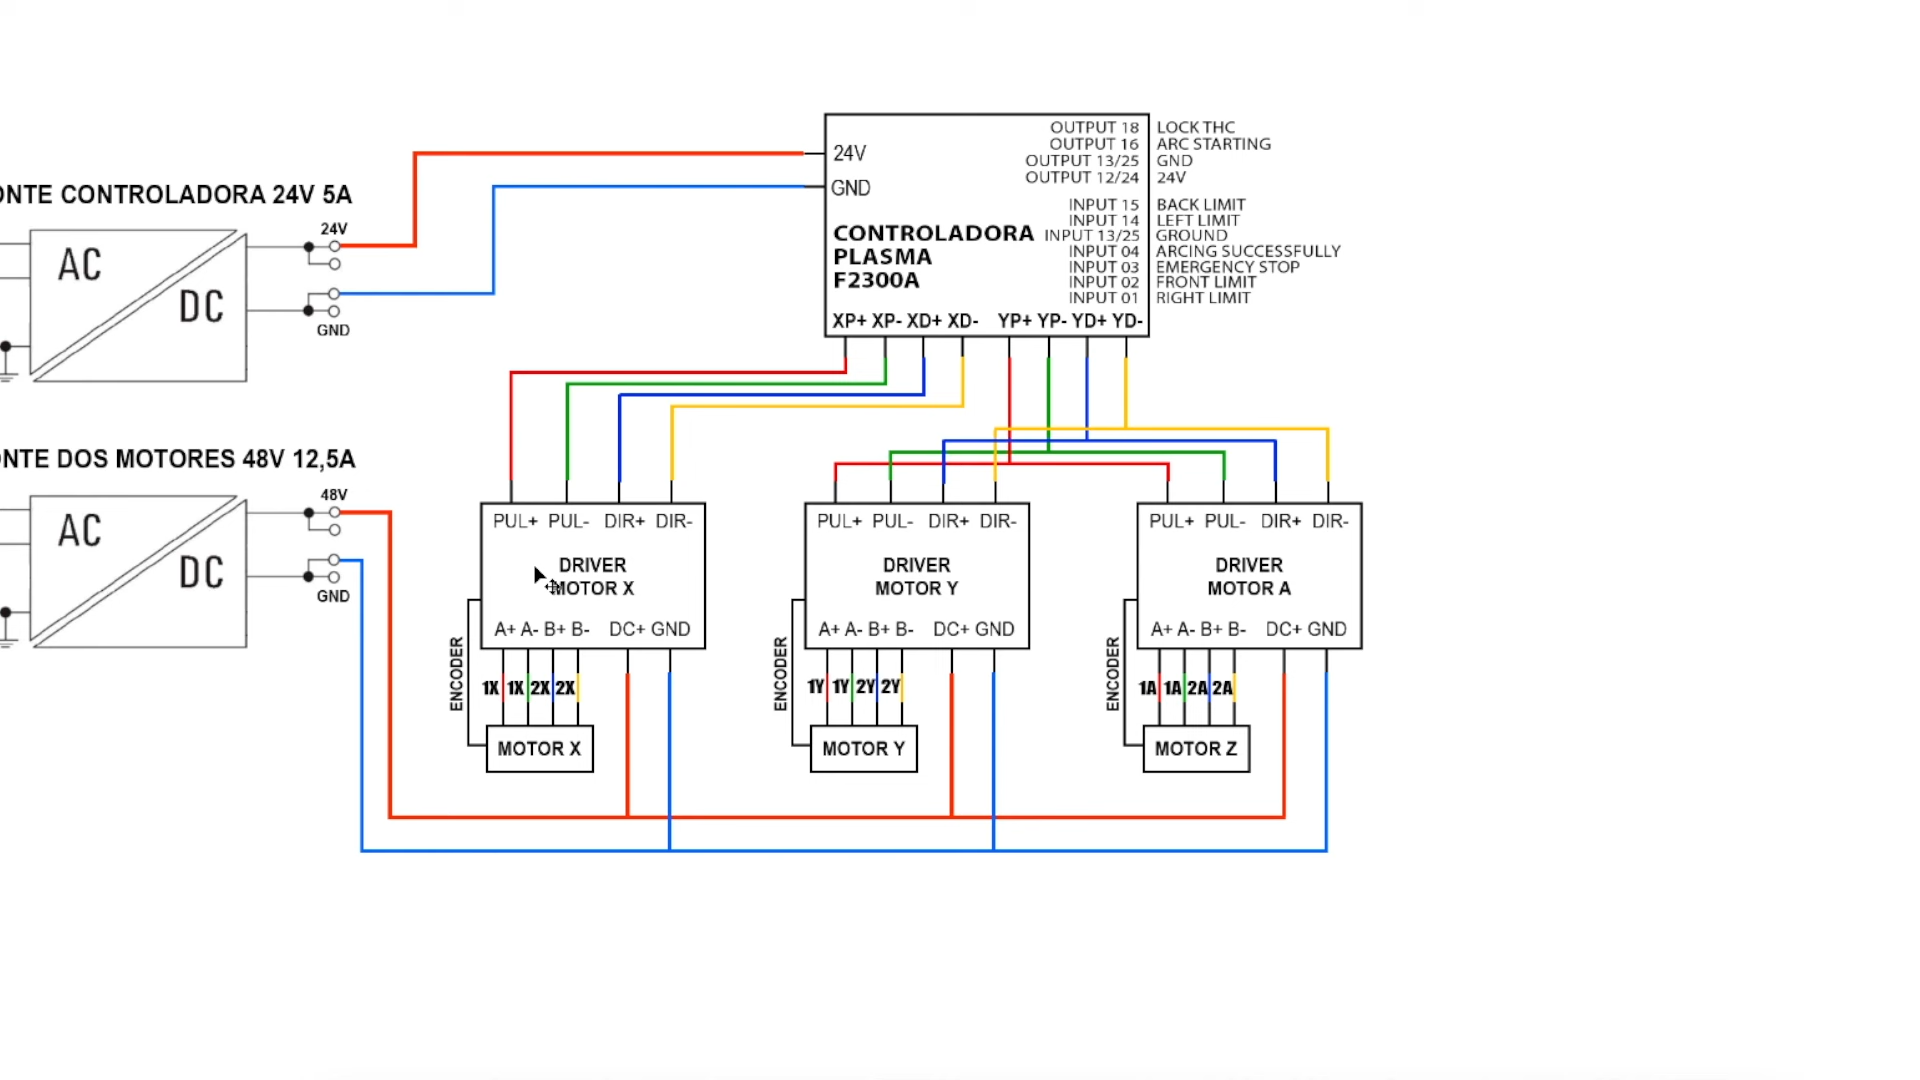 OUTPUT 18 LOCK THC
OUTPUT 16 ARC STARTING
OUTPUT 13/25 GND
OUTPUT 12/24 24V
24V
GND
CONTROLADORA
PLASMA
F2300A
INPUT 15 BACK LIMIT
INPUT 14 LEFT LIMIT
INPUT 13/25 GROUND
INPUT 04 ARCING SUCCESSFULLY
INPUT 03 EMERGENCY STOP
INPUT 02 FRONT LIMIT
INPUT 01 RIGHT LIMIT
XP+ XP- XD+ XD- YP+ YP- YD+ YD-
ONTE CONTROLADORA 24V 5A
24V
AC
DC
GND
ONTE DOS MOTORES 48V 12,5A
48V
AC
DC
GND
PUL+ PUL- DIR+ DIR-
DRIVER
MOTOR X
A+ A- B+ B- DC+ GND
ENCODER
1X 1X 2X 2X
MOTOR X
PUL+ PUL- DIR+ DIR-
DRIVER
MOTOR Y
A+ A- B+ B- DC+ GND
ENCODER
1Y 1Y 2Y 2Y
MOTOR Y
PUL+ PUL- DIR+ DIR-
DRIVER
MOTOR A
A+ A- B+ B- DC+ GND
ENCODER
1A 1A 2A 2A
MOTOR Z